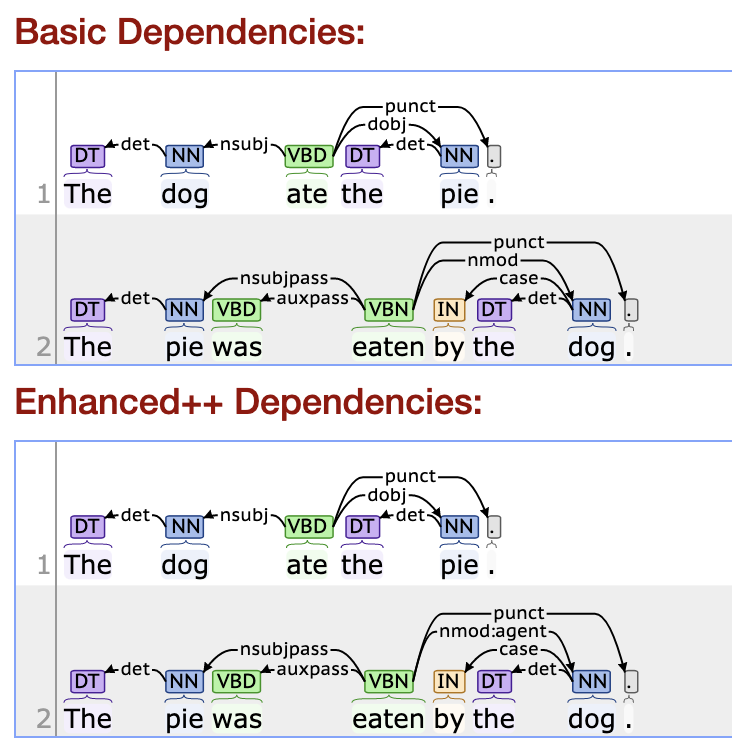 Basic Dependencies:
punct
dobj
DT det NN nsubj VBD DT det NN .
1 The dog ate the pie .
punct
nmod
nsubjpass case
DT det NN VBD auxpass VBN IN DT det NN .
2 The pie was eaten by the dog .
Enhanced++ Dependencies:
punct
dobj
DT det NN nsubj VBD DT det NN .
1 The dog ate the pie .
punct
nmod:agent
nsubjpass case
DT det NN VBD auxpass VBN IN DT det NN .
2 The pie was eaten by the dog .